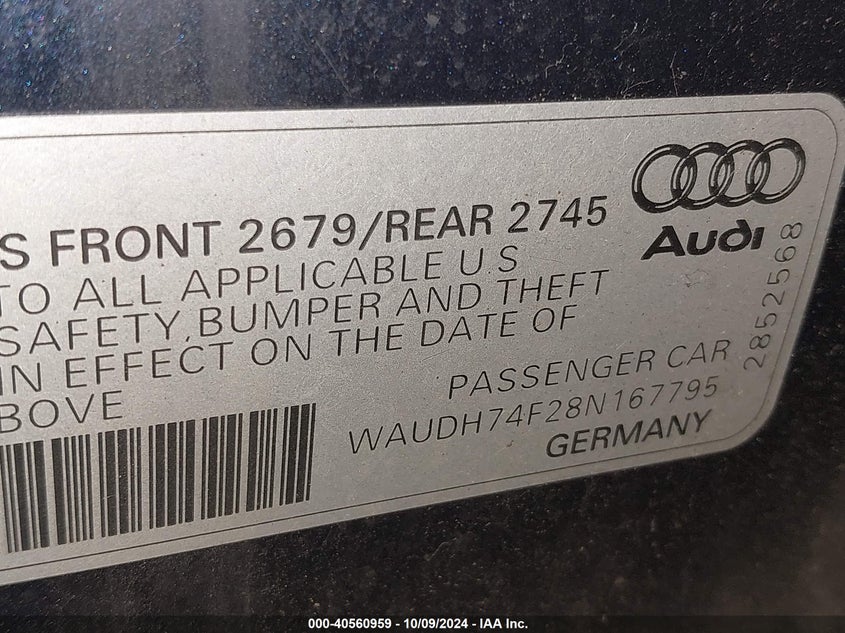 S FRONT 2679/REAR 2745
TO ALL APPLICABLE U S
SAFETY, BUMPER AND THEFT
IN EFFECT ON THE DATE OF
BOVE
Audi
2852568
PASSENGER CAR
WAUDH74F28N167795
GERMANY
000-40560959 | 10/09/2024 - IAA Inc.